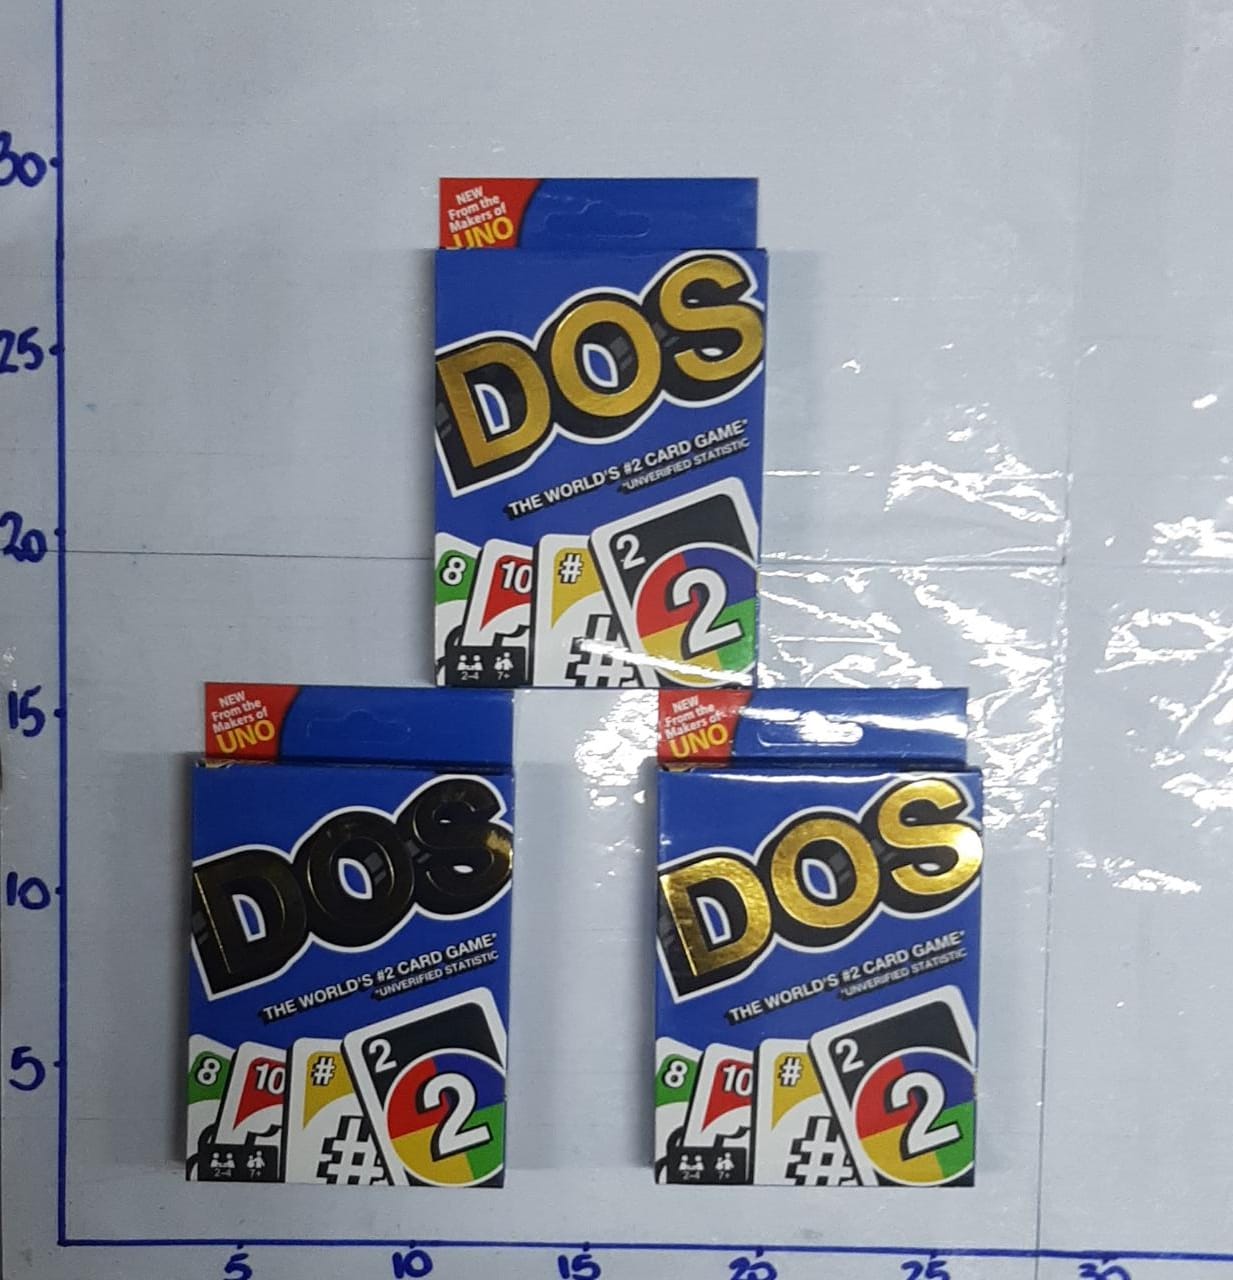 30
NEW
From the
Makers of
UNO
25
DOS
THE WORLD'S #2 CARD GAME*
*UNVERIFIED STATISTIC
20
8
10
#
2
2
#
2-4
7+
15
NEW
From the
Makers of
UNO
NEW
From the
Makers of
UNO
DOS
DOS
10
THE WORLD'S #2 CARD GAME*
*UNVERIFIED STATISTIC
THE WORLD'S #2 CARD GAME*
*UNVERIFIED STATISTIC
5
8
10
#
2
2
#
2-4
7+
8
10
#
2
2
#
2-4
7+
5
10
15
20
25
30